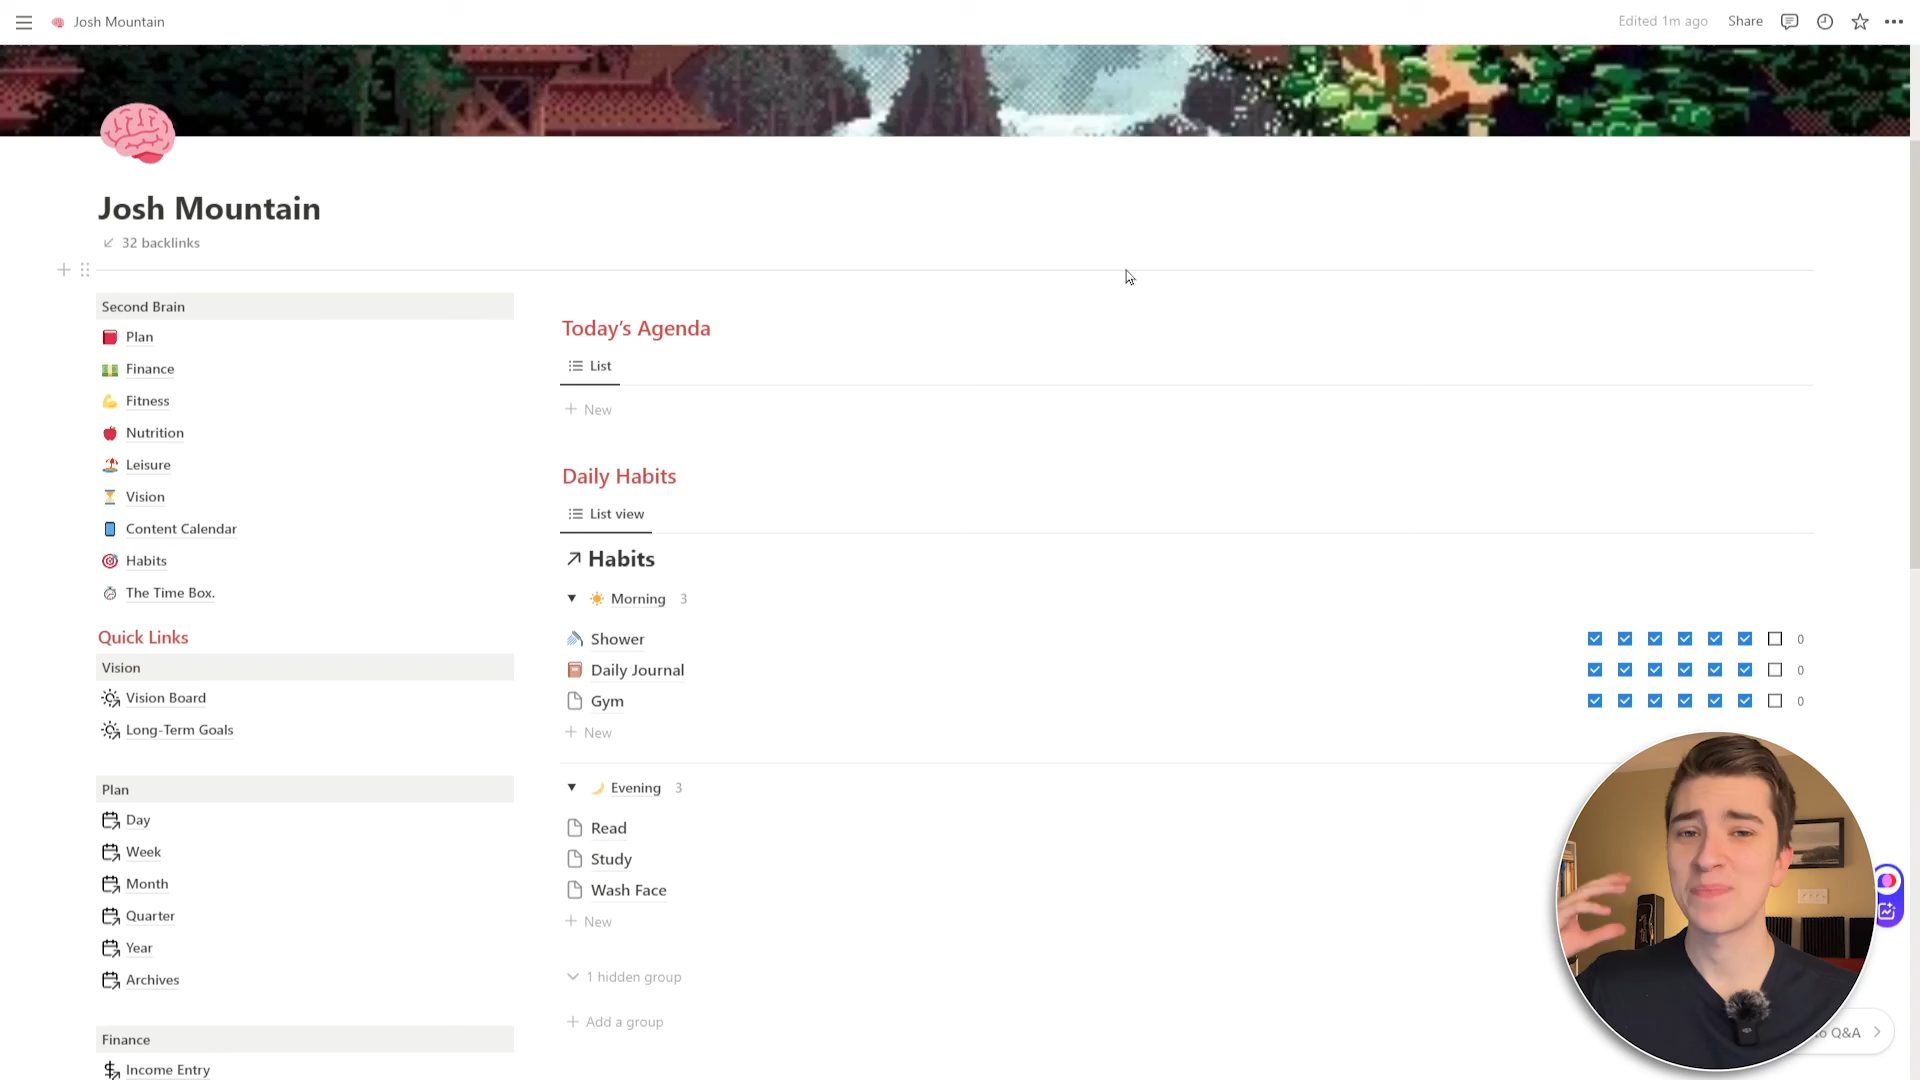 Josh Mountain
Edited 1m ago
Share
Josh Mountain
32 backlinks
Second Brain
Plan
Finance
Fitness
Nutrition
Leisure
Vision
Content Calendar
Habits
The Time Box.
Quick Links
Vision
Vision Board
Long-Term Goals
Plan
Day
Week
Month
Quarter
Year
Archives
Finance
Income Entry
Today's Agenda
List
New
Daily Habits
List view
Habits
Morning 3
Shower 0
Daily Journal 0
Gym 0
New
Evening 3
Read
Study
Wash Face
New
1 hidden group
Add a group
Q&A